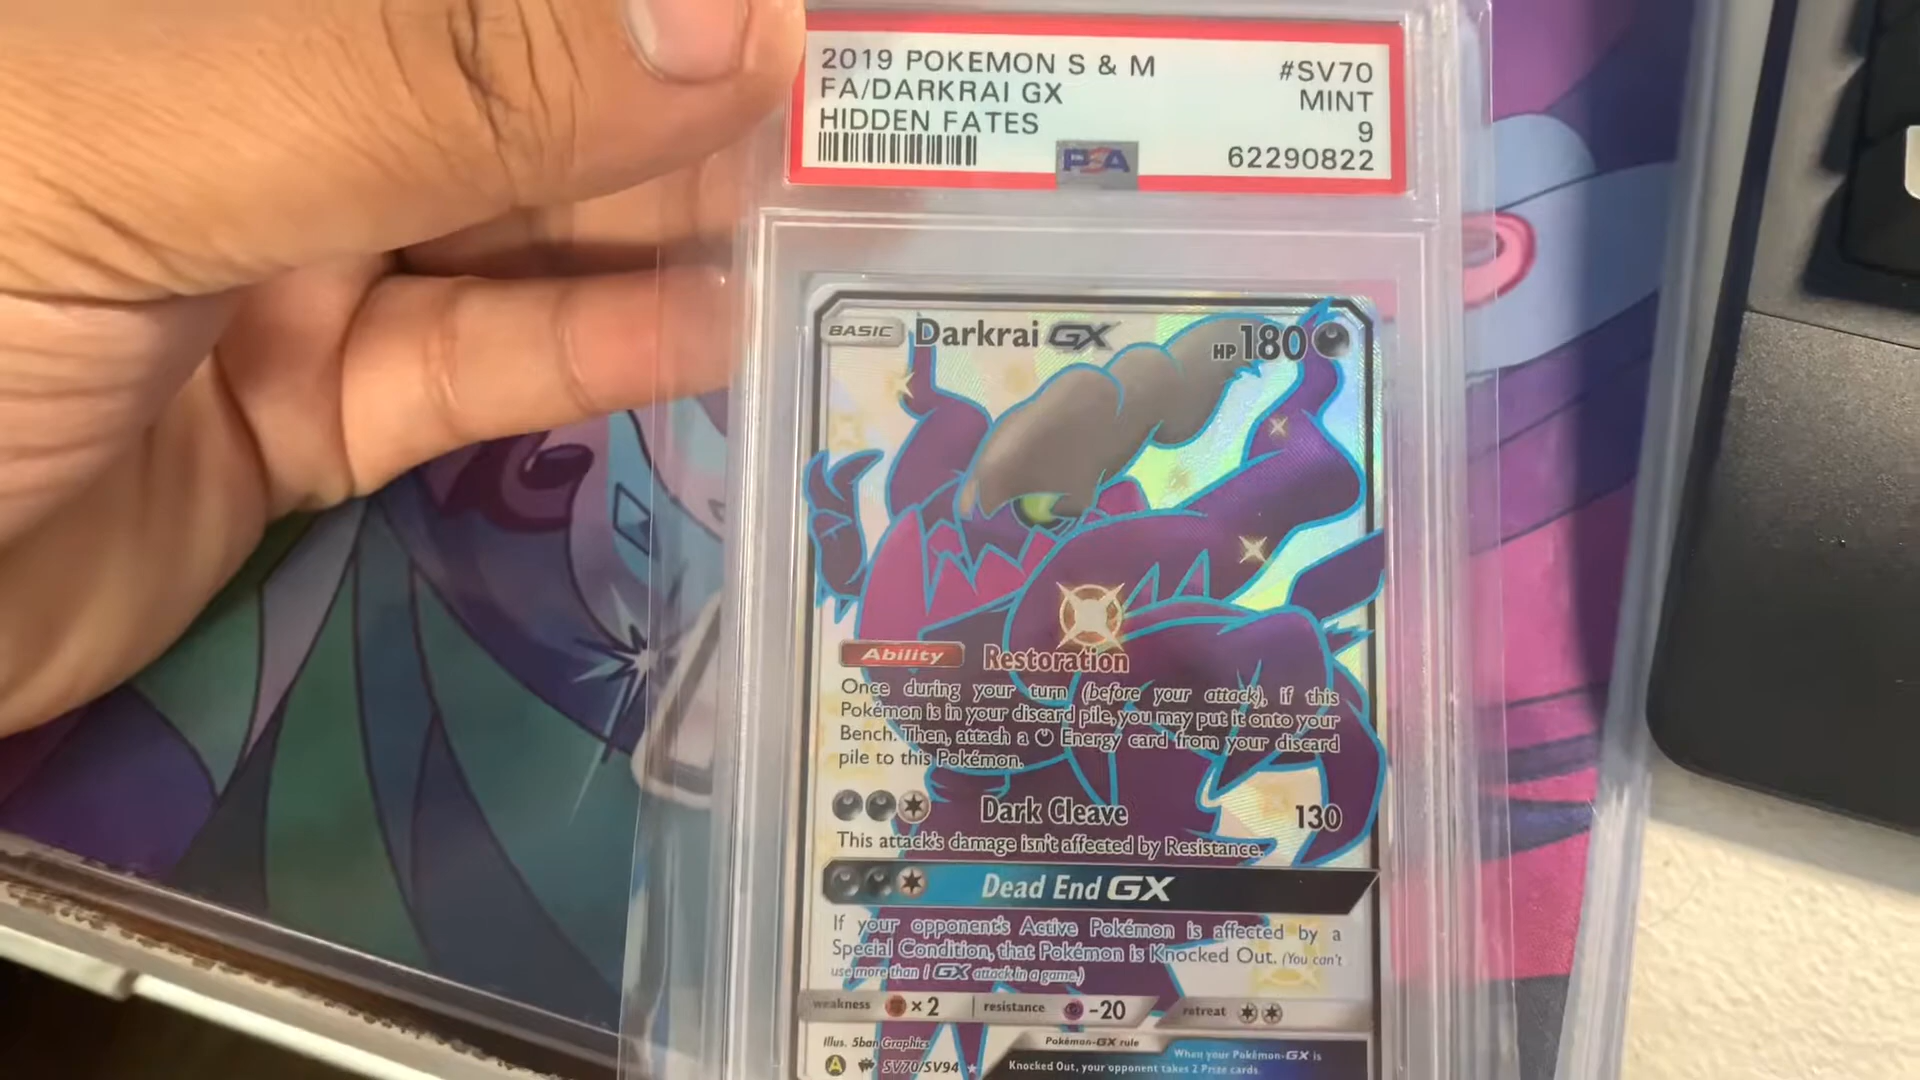 2019 POKEMON S & M
FA/DARKRAI GX
HIDDEN FATES
#SV70
MINT
9
62290822
PSA
BASIC Darkrai GX HP 180
Ability Restoration
Once during your turn (before your attack), if this
Pokémon is in your discard pile, you may put it onto your
Bench. Then, attach a Energy card from your discard
pile to this Pokémon.
Dark Cleave 130
This attack's damage isn't affected by Resistance.
Dead End GX
If your opponent's Active Pokémon is affected by a
Special Condition, that Pokémon is Knocked Out. (You can't
use more than 1 GX attack in a game.)
weakness ×2 resistance -20 retreat
Illus. 5ban Graphics
A SV70/SV94
Pokémon-GX rule
When your Pokémon-GX is
Knocked Out, your opponent takes 2 Prize cards.